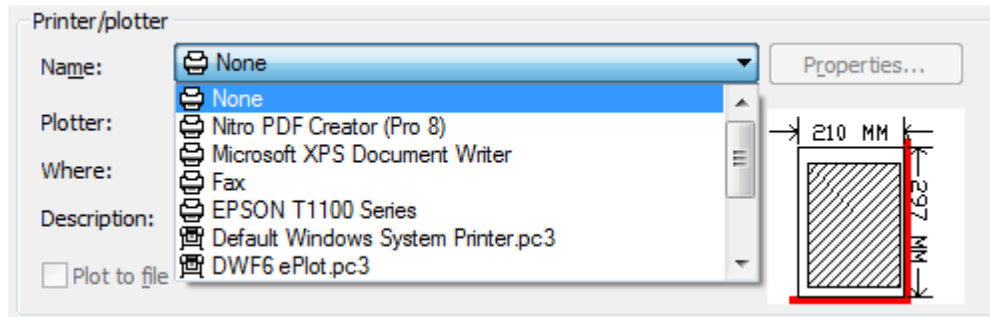 Printer/plotter
Name:
None
Properties...
None
Nitro PDF Creator (Pro 8)
Microsoft XPS Document Writer
Fax
EPSON T1100 Series
Default Windows System Printer.pc3
DWF6 ePlot.pc3
Plotter:
Where:
Description:
Plot to file
210 MM
297 MM